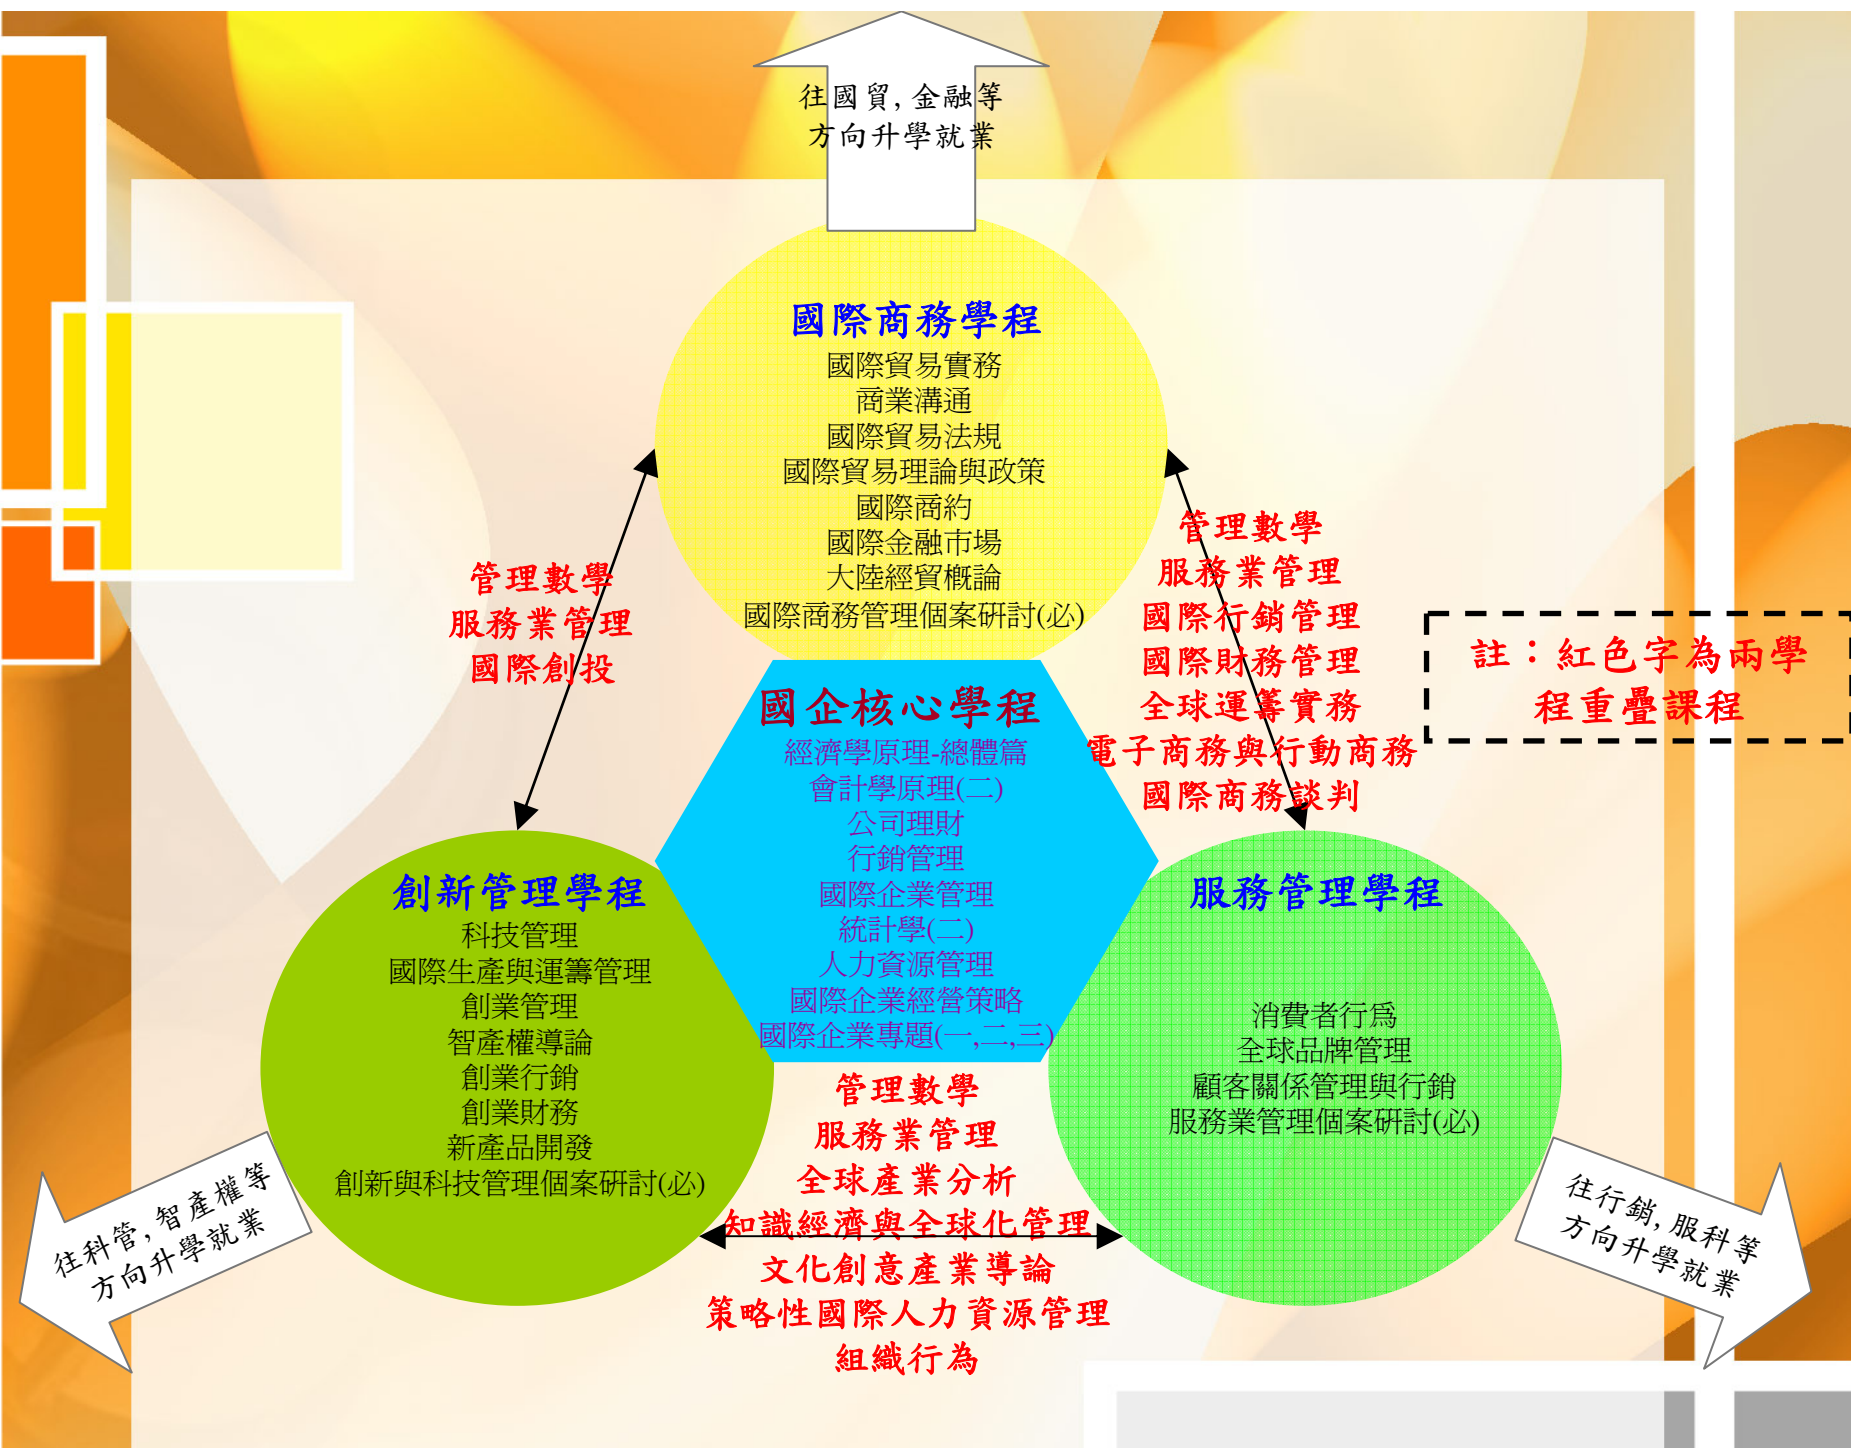 往國貿,金融等
方向升學就業
國際商務學程
國際貿易實務
商業溝通
國際貿易法規
國際貿易理論與政策
國際商約
國際金融市場
大陸經貿概論
國際商務管理個案研討(必)
管理數學
服務業管理
國際創投
管理數學
服務業管理
國際行銷管理
國際財務管理
全球運籌實務
電子商務與行動商務
國際商務談判
註：紅色字為兩學
程重疊課程
國企核心學程
經濟學原理-總體篇
會計學原理(二)
公司理財
行銷管理
國際企業管理
統計學(二)
人力資源管理
國際企業經營策略
國際企業專題(一,二,三)
創新管理學程
科技管理
國際生產與運籌管理
創業管理
智產權導論
創業行銷
創業財務
新產品開發
創新與科技管理個案研討(必)
服務管理學程
消費者行為
全球品牌管理
顧客關係管理與行銷
服務業管理個案研討(必)
管理數學
服務業管理
全球產業分析
知識經濟與全球化管理
文化創意產業導論
策略性國際人力資源管理
組織行為
往科管,智產權等
方向升學就業
往行銷,服科等
方向升學就業